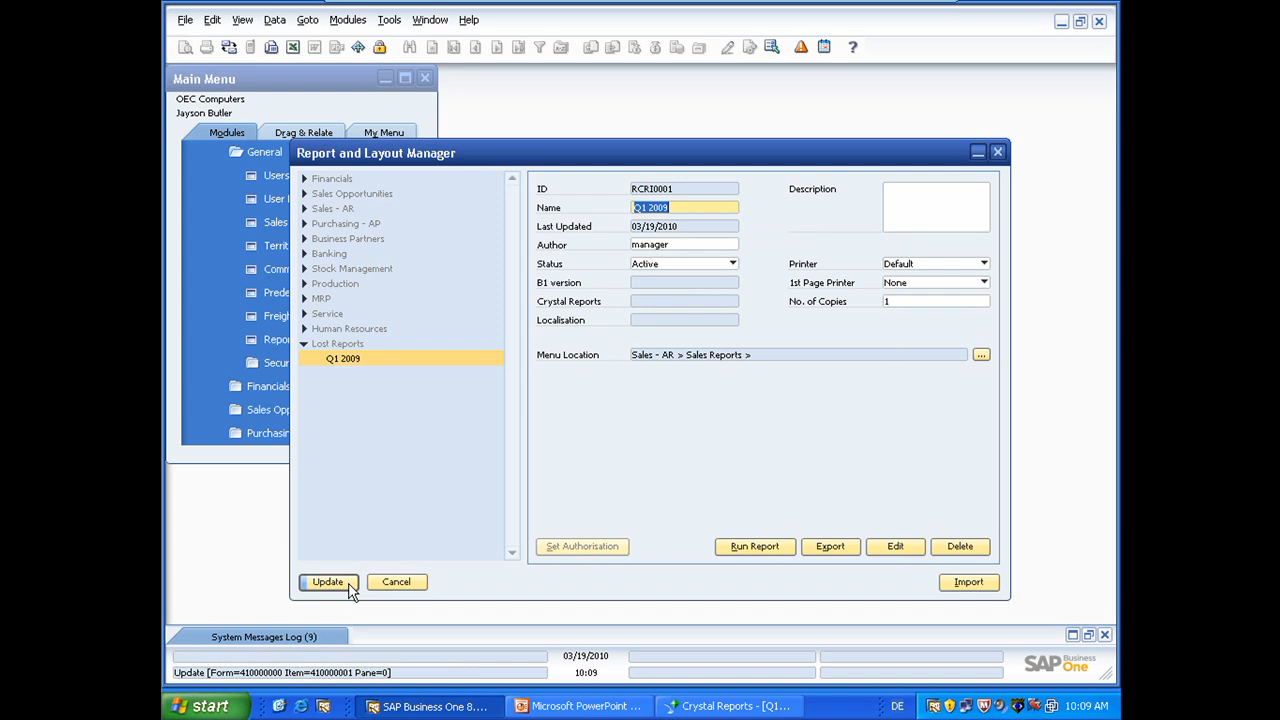 File Edit View Data Goto Modules Tools Window Help
Main Menu
OEC Computers
Jayson Butler
Modules Drag & Relate My Menu
General
Users
User
Sales
Territ
Comm
Prede
Freigh
Repor
Secur
Financials
Sales Opp
Purchasing
Report and Layout Manager
Financials
Sales Opportunities
Sales - AR
Purchasing - AP
Business Partners
Banking
Stock Management
Production
MRP
Service
Human Resources
Lost Reports
Q1 2009
ID RCRI0001 Description
Name Q1 2009
Last Updated 03/19/2010
Author manager
Status Active Printer Default
B1 version 1st Page Printer None
Crystal Reports No. of Copies 1
Localisation
Menu Location Sales - AR > Sales Reports > ...
Set Authorisation Run Report Export Edit Delete
Update Cancel Import
System Messages Log (9)
03/19/2010
Update [Form=410000000 Item=410000001 Pane=0] 10:09
SAP Business One
start SAP Business One 8.... Microsoft PowerPoint ... Crystal Reports - [Q1... DE 10:09 AM